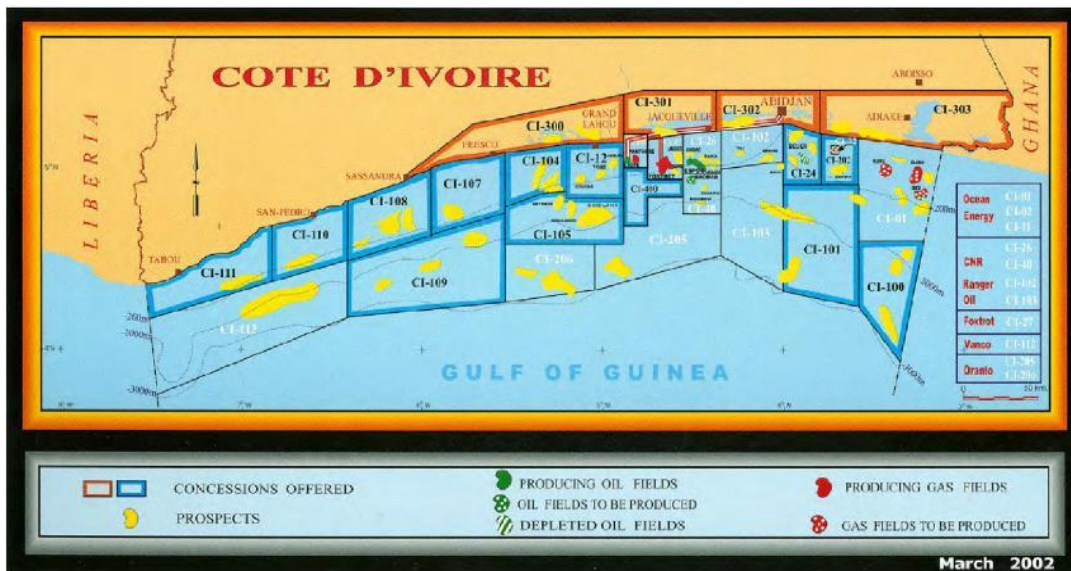 COTE D'IVOIRE
LIBERIA
GHANA
ABOISSO
ABIDJAN
ADIAKE
CI-303
CI-302
CI-301
JACQUEVILLE
CI-300
GRAND
LAHOU
FRESCO
SASSANDRA
SAN-PEDRO
TABOU
CI-104
CI-12
CI-107
CI-108
CI-110
CI-111
CI-112
CI-109
CI-105
CI-206
CI-400
CI-205
CI-26
CI-40
CI-102
CI-103
CI-24
CI-202
CI-101
CI-01
CI-100
BELIER
FOXTROT
-200m
-2000m
-3000m
-200m
GULF OF GUINEA
Ocean CI-01
Energy CI-02
CI-11
CI-26
CNR CI-40
Ranger CI-102
Oil CI-103
Foxtrot CI-27
Vanco CI-112
Oranto CI-205
CI-206
0 50 km
CONCESSIONS OFFERED
PROSPECTS
PRODUCING OIL FIELDS
OIL FIELDS TO BE PRODUCED
DEPLETED OIL FIELDS
PRODUCING GAS FIELDS
GAS FIELDS TO BE PRODUCED
March 2002